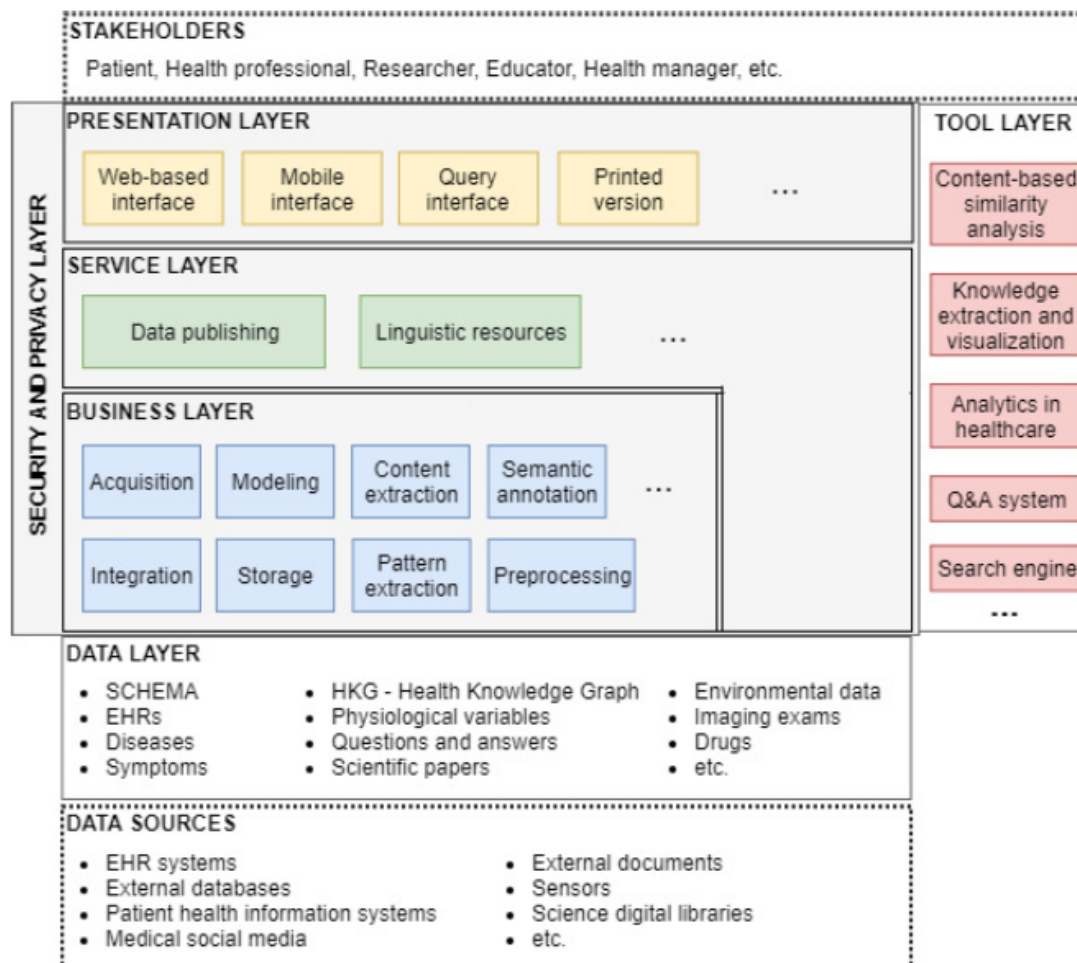 STAKEHOLDERS
Patient, Health professional, Researcher, Educator, Health manager, etc.
SECURITY AND PRIVACY LAYER
PRESENTATION LAYER
Web-based
interface
Mobile
interface
Query
interface
Printed
version
...
SERVICE LAYER
Data publishing
Linguistic resources
...
BUSINESS LAYER
Acquisition
Modeling
Content
extraction
Semantic
annotation
...
Integration
Storage
Pattern
extraction
Preprocessing
TOOL LAYER
Content-based
similarity
analysis
Knowledge
extraction and
visualization
Analytics in
healthcare
Q&A system
Search engine
...
DATA LAYER
• SCHEMA
• EHRs
• Diseases
• Symptoms
• HKG - Health Knowledge Graph
• Physiological variables
• Questions and answers
• Scientific papers
• Environmental data
• Imaging exams
• Drugs
• etc.
DATA SOURCES
• EHR systems
• External databases
• Patient health information systems
• Medical social media
• External documents
• Sensors
• Science digital libraries
• etc.